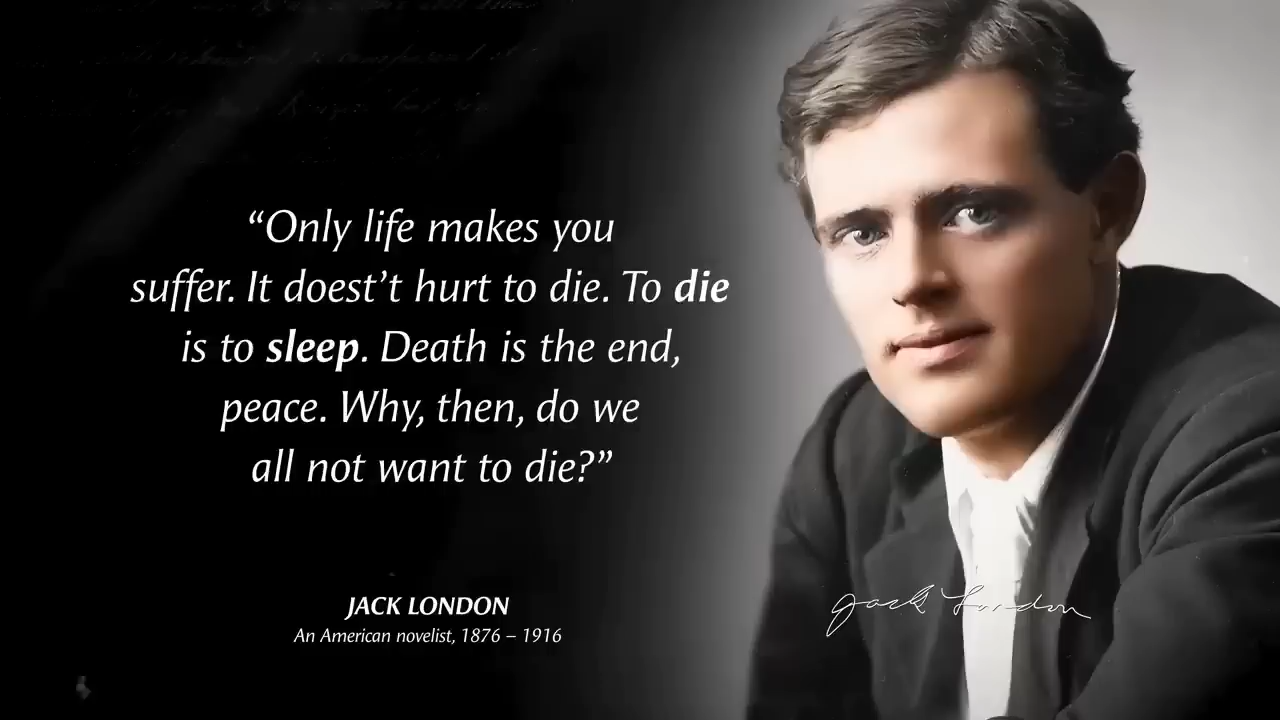 “Only life makes you
suffer. It doest’t hurt to die. To die
is to sleep. Death is the end,
peace. Why, then, do we
all not want to die?”
JACK LONDON
An American novelist, 1876 – 1916
Jack London